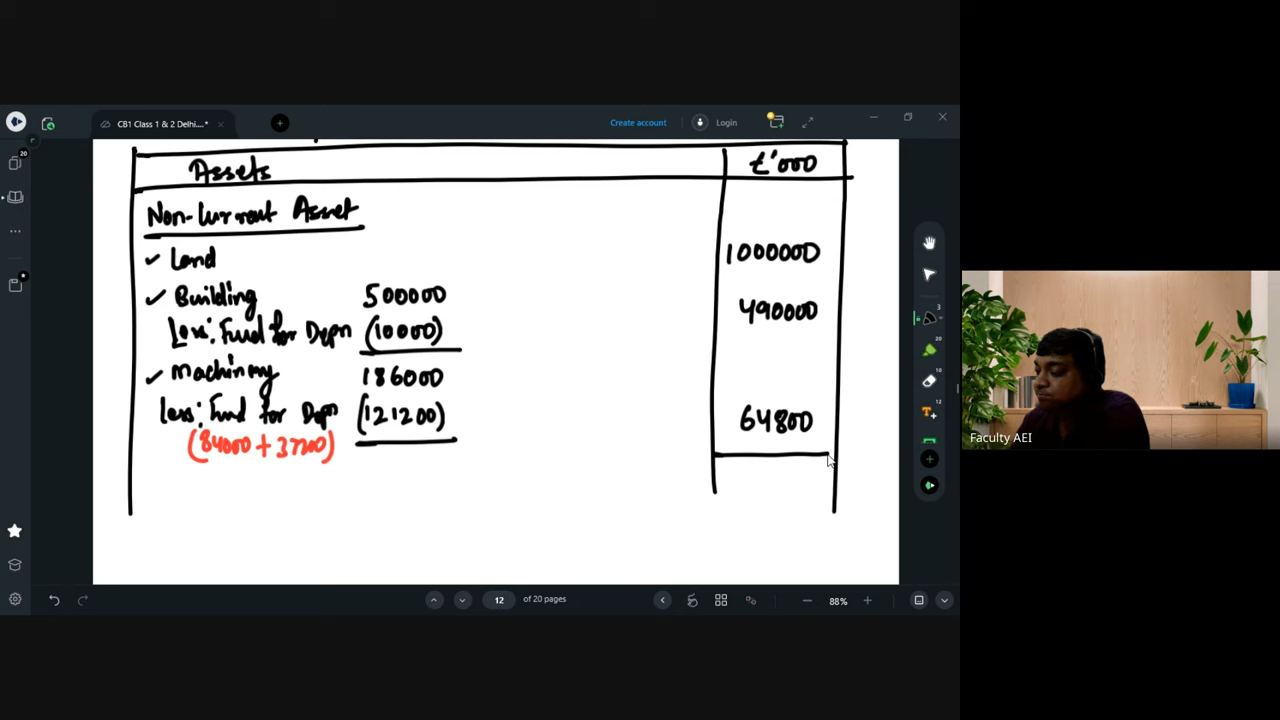 CB1 Class 1 & 2 Delhi....*
Create account
Login
Assets £'000
Non-Current Asset
Land 1000000
Building 500000 490000
Less: Fund for Depn (10000)
Machinery 186000
Less: Fund for Depn (121200) 64800
(84000 + 37200)
Faculty AEI
12 of 20 pages
88%